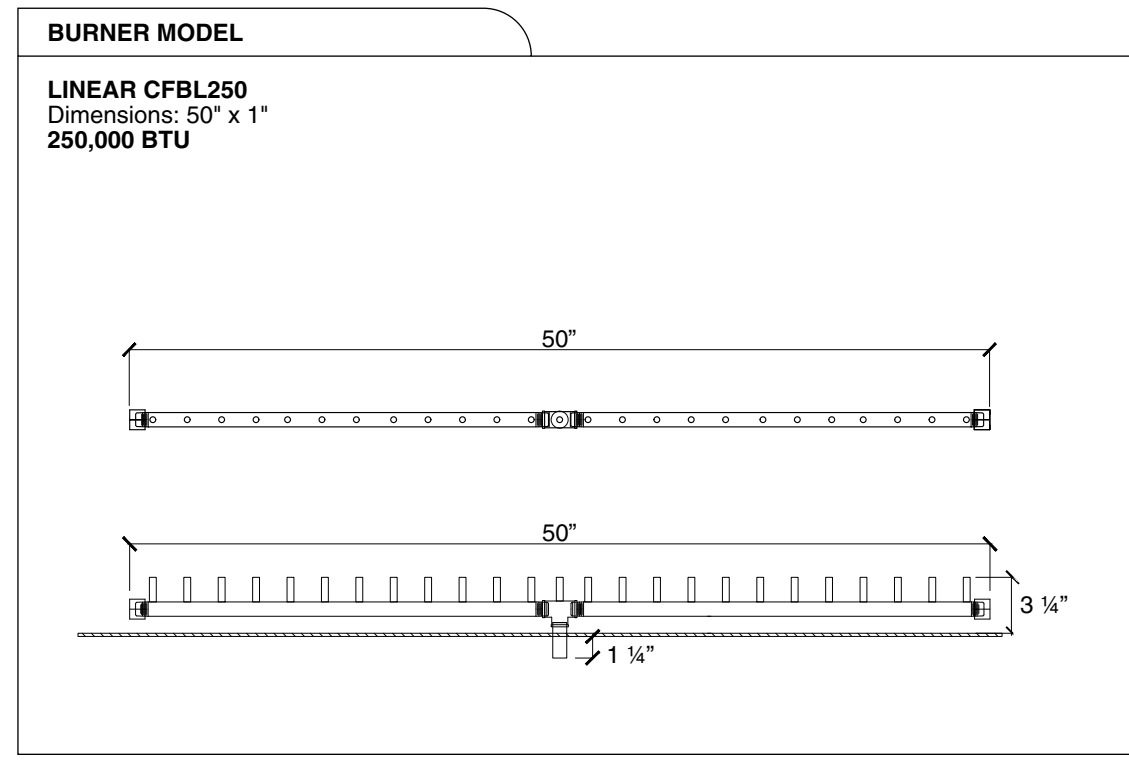 BURNER MODEL
LINEAR CFBL250
Dimensions: 50" x 1"
250,000 BTU
50”
50”
3 ¼”
1 ¼”